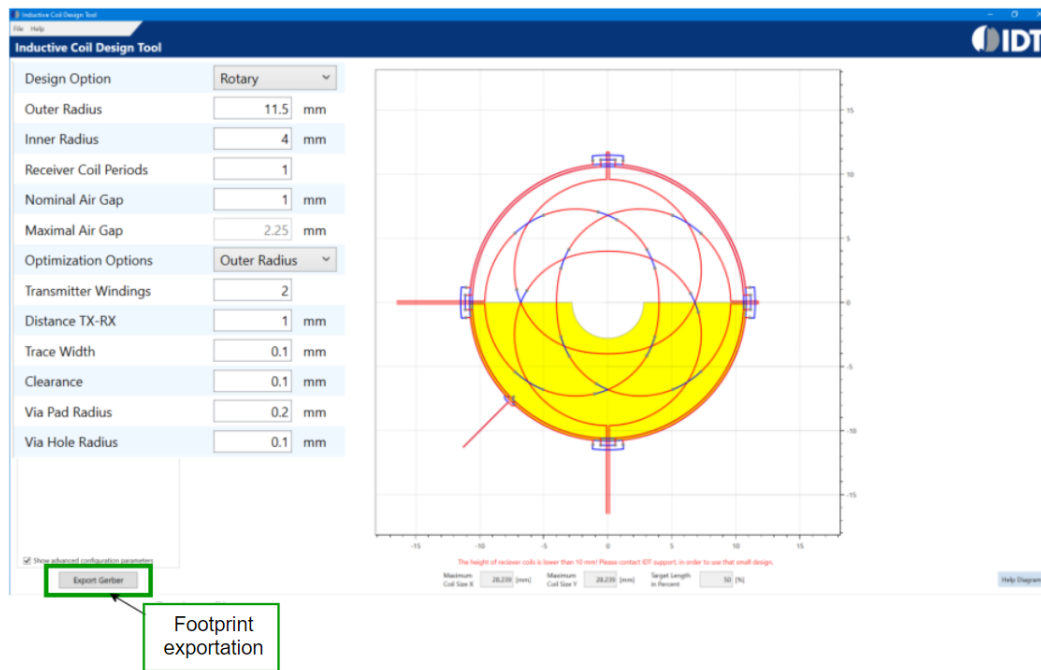 Inductive Coil Design Tool
File Help
Inductive Coil Design Tool
IDT
Design Option Rotary
Outer Radius 11.5 mm
Inner Radius 4 mm
Receiver Coil Periods 1
Nominal Air Gap 1 mm
Maximal Air Gap 2.25 mm
Optimization Options Outer Radius
Transmitter Windings 2
Distance TX-RX 1 mm
Trace Width 0.1 mm
Clearance 0.1 mm
Via Pad Radius 0.2 mm
Via Hole Radius 0.1 mm
15
10
5
0
-5
-10
-15
-15 -10 -5 0 5 10 15
Show advanced configuration parameters
The height of reciever coils is lower than 10 mm! Please contact IDT support, in order to use that small design.
Export Gerber
Maximum Coil Size X 28.230 [mm] Maximum Coil Size Y 28.230 [mm] Target Length in Percent 50 [%]
Help Diagram
Footprint
exportation